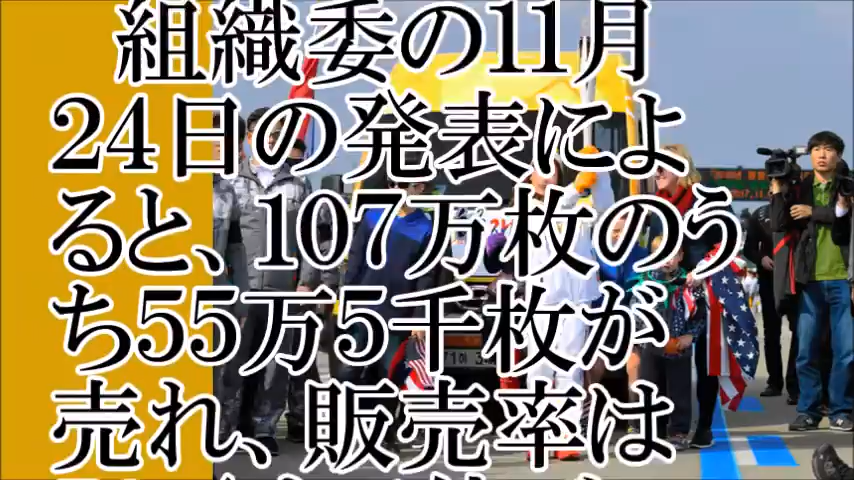 組織委の11月
24日の発表によ
ると、107万枚のう
ち55万5千枚が
売れ、販売率は